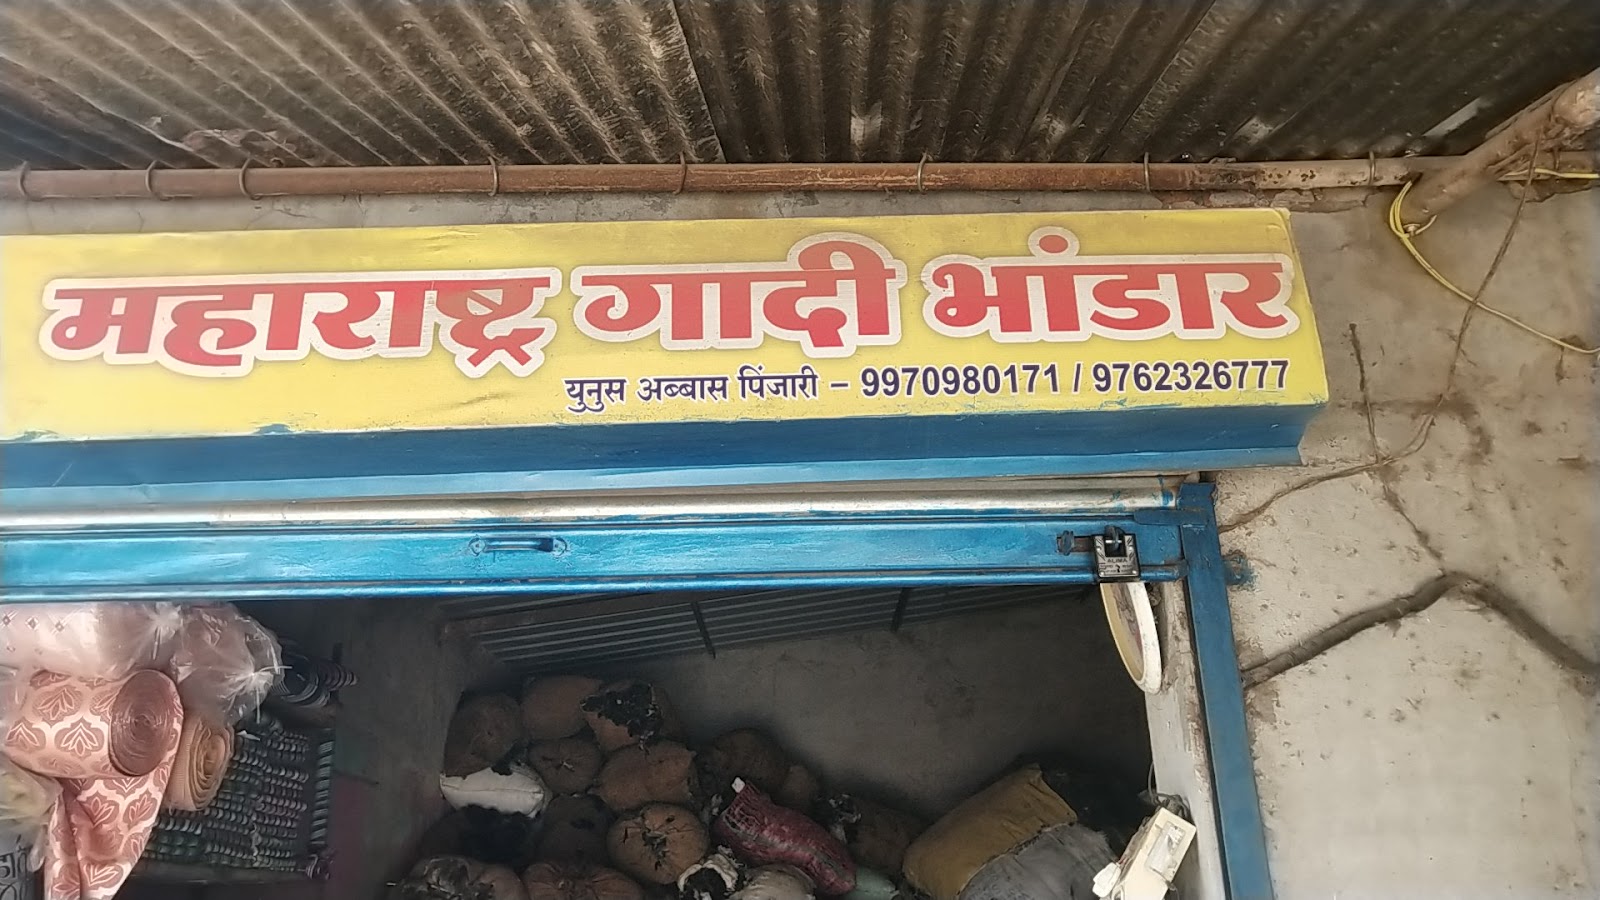 महाराष्ट्र गादी भांडार
युनुस अब्बास पिंजारी – 9970980171 / 9762326777